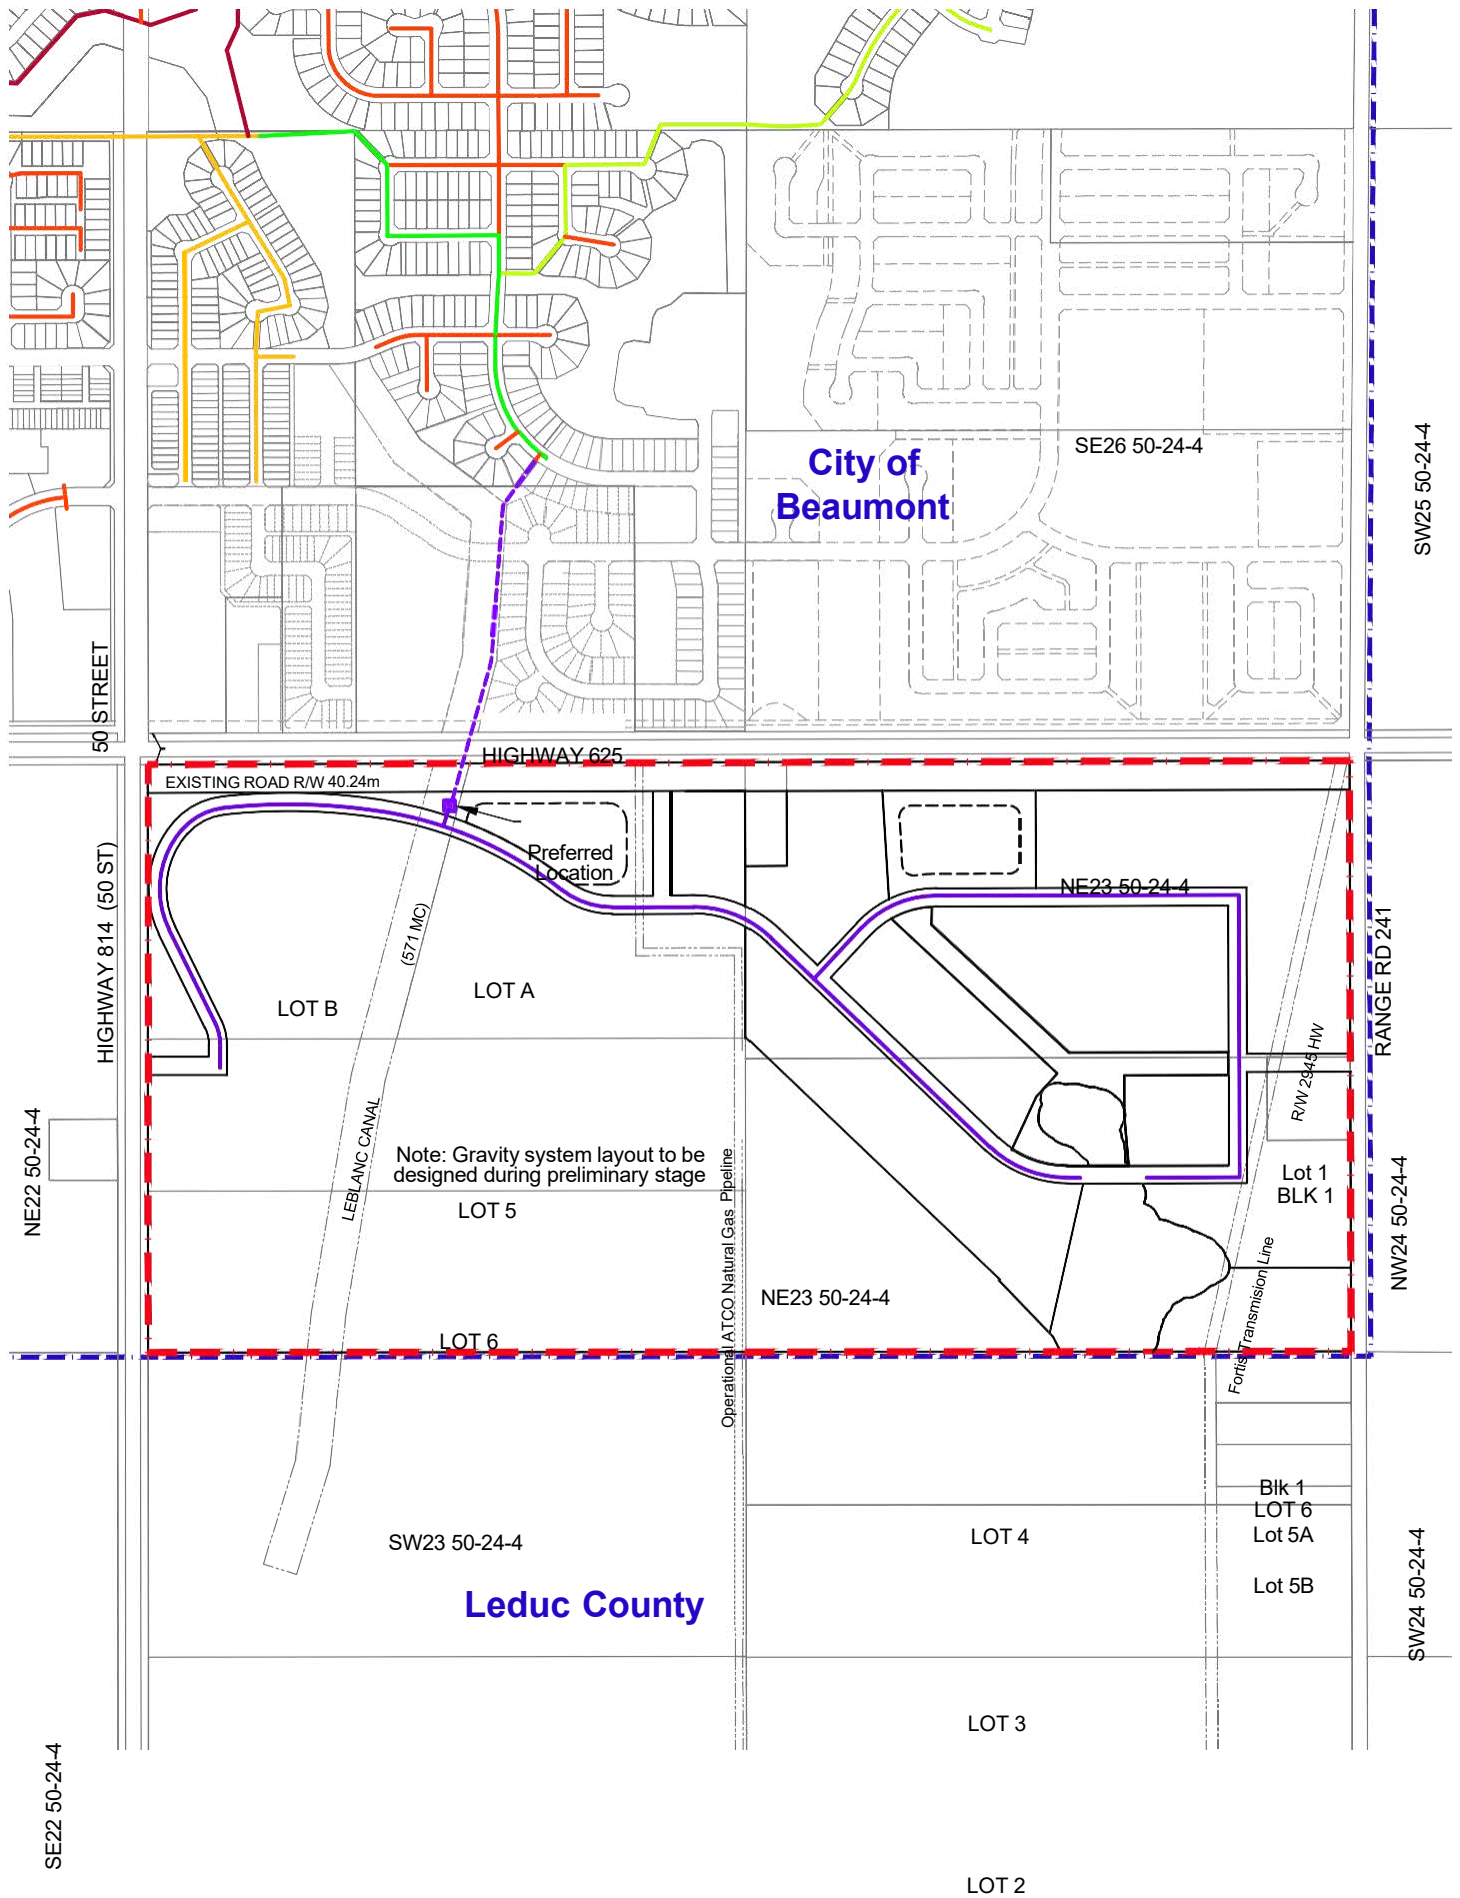 City of
Beaumont
SE26 50-24-4
SW25 50-24-4
50 STREET
HIGHWAY 625
EXISTING ROAD R/W 40.24m
Preferred
Location
NE23 50-24-4
HIGHWAY 814 (50 ST)
(571 MC)
RANGE RD 241
LOT A
LOT B
R/W 2945 HW
NE22 50-24-4
LEBLANC CANAL
Note: Gravity system layout to be
designed during preliminary stage
Operational ATCO Natural Gas Pipeline
Lot 1
BLK 1
NW24 50-24-4
LOT 5
NE23 50-24-4
Fortis Transmision Line
LOT 6
Blk 1
LOT 6
Lot 5A
Lot 5B
SW23 50-24-4
LOT 4
Leduc County
SW24 50-24-4
LOT 3
SE22 50-24-4
LOT 2